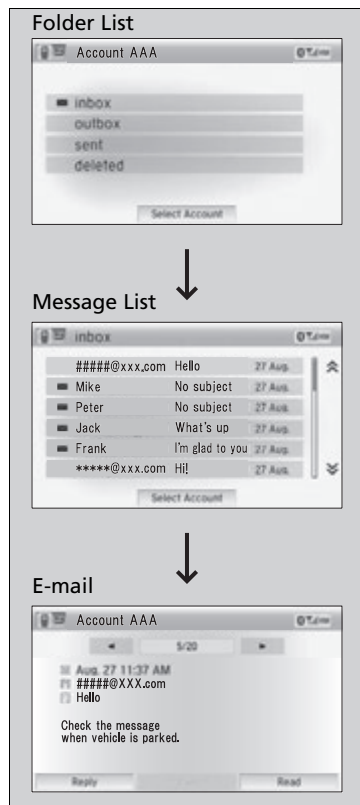 Folder List
Account AAA
inbox
outbox
sent
deleted
Select Account
Message List
inbox
#####@xxx.com Hello 27 Aug.
Mike No subject 27 Aug.
Peter No subject 27 Aug.
Jack What's up 27 Aug.
Frank I'm glad to you 27 Aug.
*****@xxx.com Hi! 27 Aug.
Select Account
E-mail
Account AAA
5/20
Aug. 27 11:37 AM
#####@XXX.com
Hello
Check the message
when vehicle is parked.
Reply Read